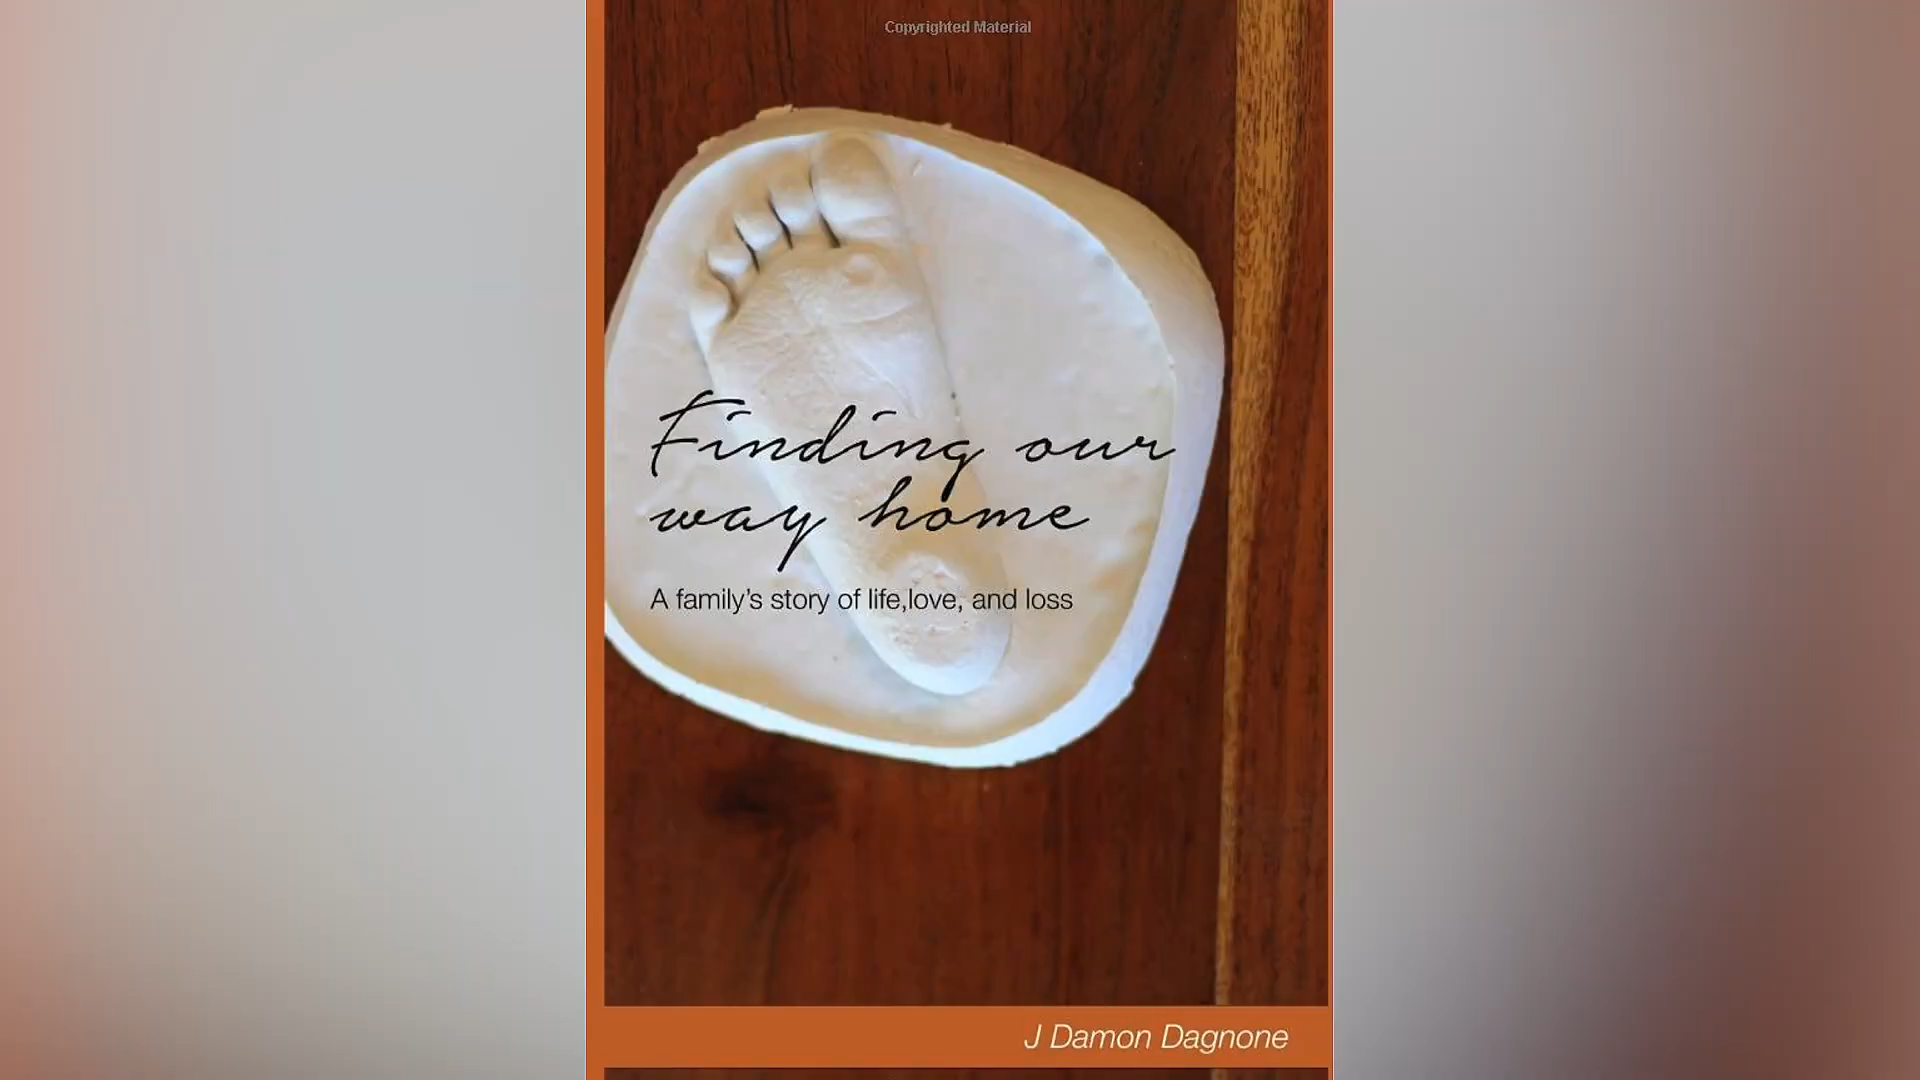 Copyrighted Material
Finding our
way home
A family's story of life,love, and loss
J Damon Dagnone